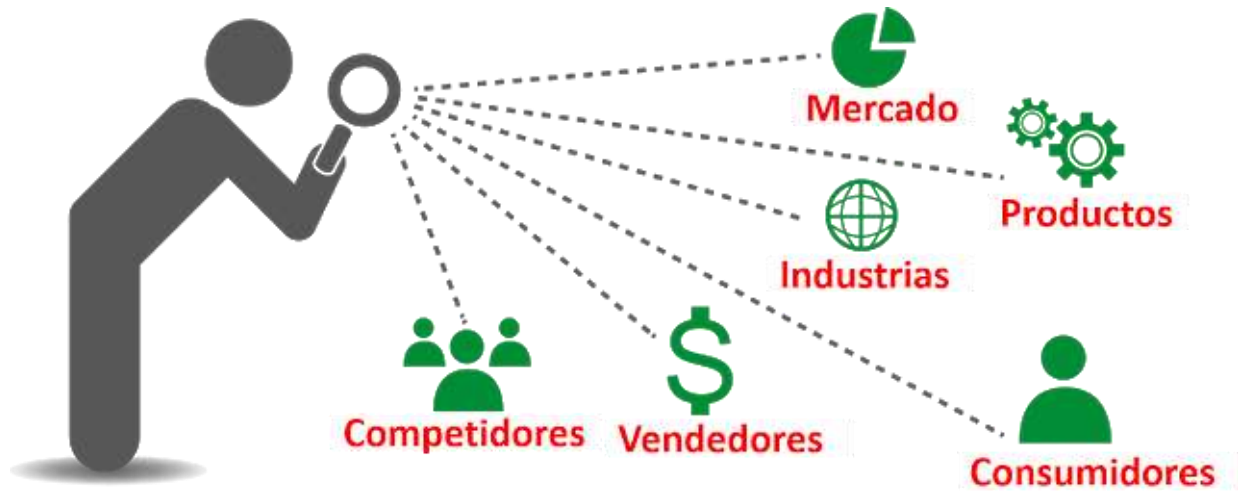 Mercado
Productos
Industrias
Competidores
Vendedores
Consumidores